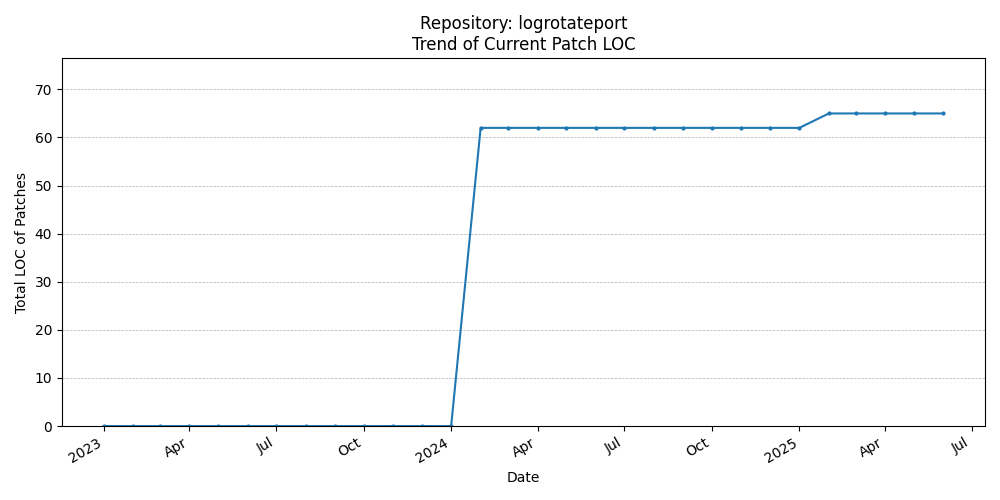 Repository: logrotateport
Trend of Current Patch LOC
Total LOC of Patches
70
60
50
40
30
20
10
0
2023
Apr
Jul
Oct
2024
Apr
Jul
Oct
2025
Apr
Jul
Date